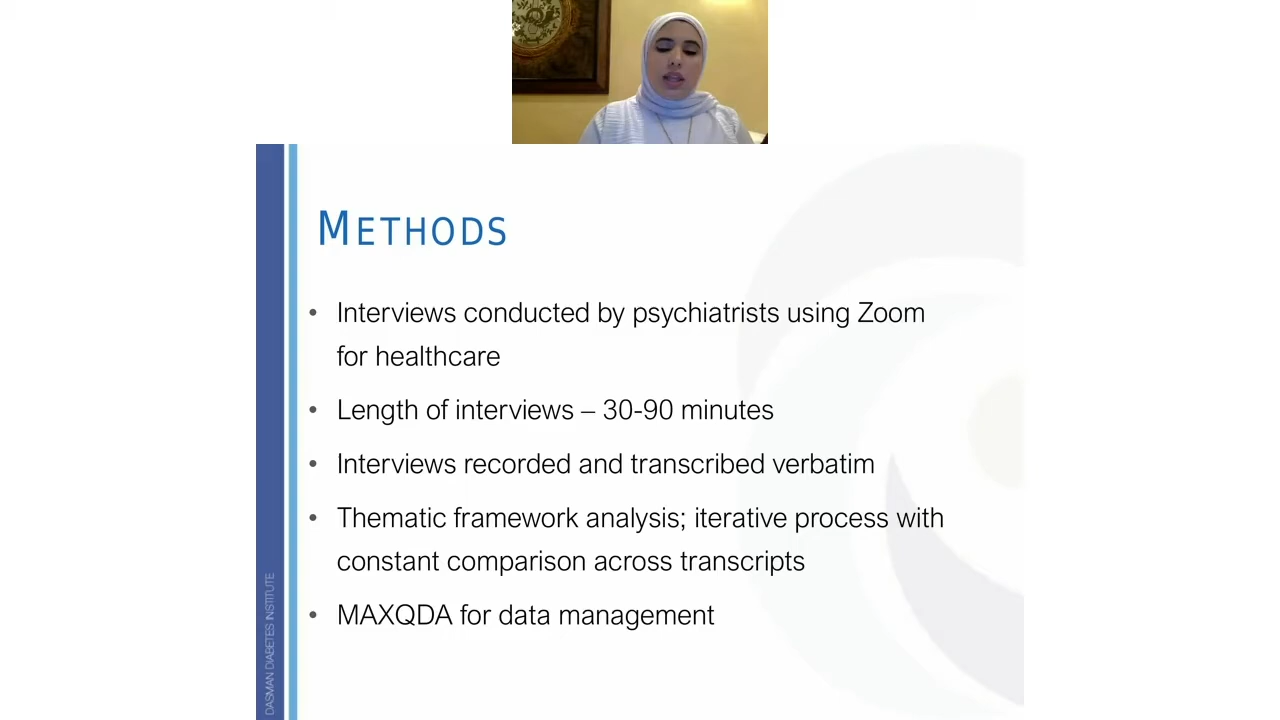 METHODS
• Interviews conducted by psychiatrists using Zoom
for healthcare
• Length of interviews – 30-90 minutes
• Interviews recorded and transcribed verbatim
• Thematic framework analysis; iterative process with
constant comparison across transcripts
• MAXQDA for data management
DASMAN DIABETES INSTITUTE